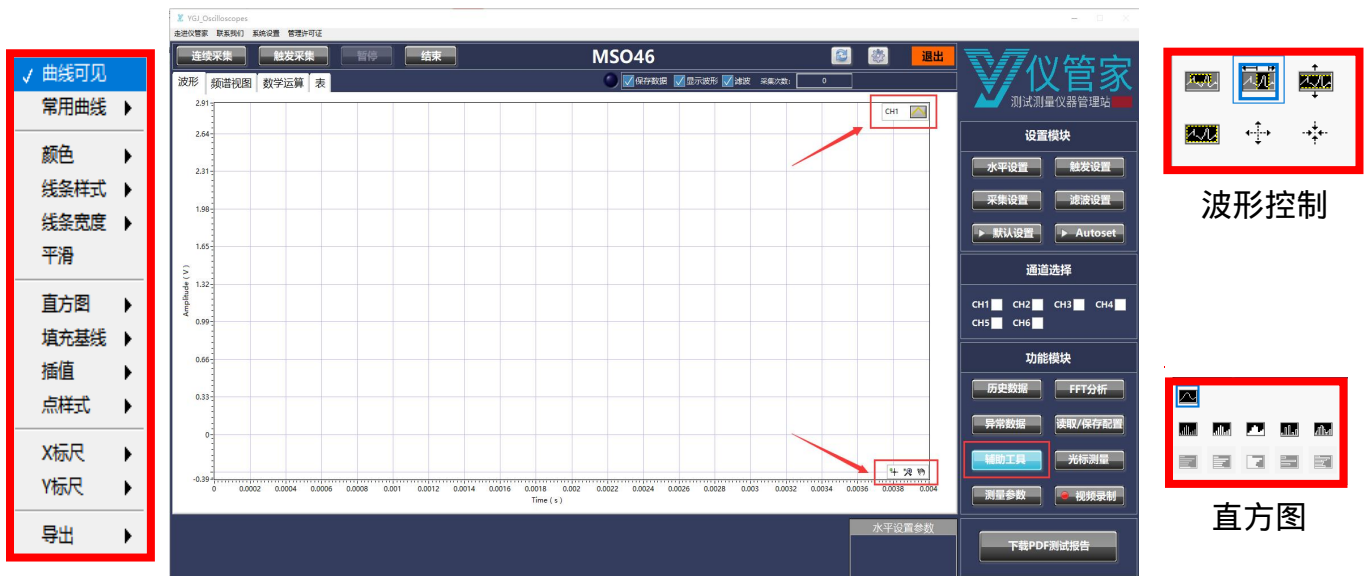 曲线可见
常用曲线
颜色
线条样式
线条宽度
平滑
直方图
填充基线
插值
点样式
X标尺
Y标尺
导出
YGJ_Oscilloscopes
走进仪管家 联系我们 系统设置 管理许可证
连续采集 触发采集 暂停 结束 MSO46 退出
波形 频谱视图 数学运算 表 保存数据 显示波形 滤波 采集次数: 0
CH1
2.91
2.64
2.31
1.98
1.65
1.32
0.99
0.66
0.33
0
-0.39
Amplitude ( V )
0 0.0002 0.0004 0.0006 0.0008 0.001 0.0012 0.0014 0.0016 0.0018 0.002 0.0022 0.0024 0.0026 0.0028 0.003 0.0032 0.0034 0.0036 0.0038 0.004
Time ( s )
水平设置参数
仪管家
测试测量仪器管理站
设置模块
水平设置 触发设置
采集设置 滤波设置
默认设置 Autoset
通道选择
CH1 CH2 CH3 CH4
CH5 CH6
功能模块
历史数据 FFT分析
异常数据 读取/保存配置
辅助工具 光标测量
测量参数 视频录制
下载PDF测试报告
波形控制
直方图